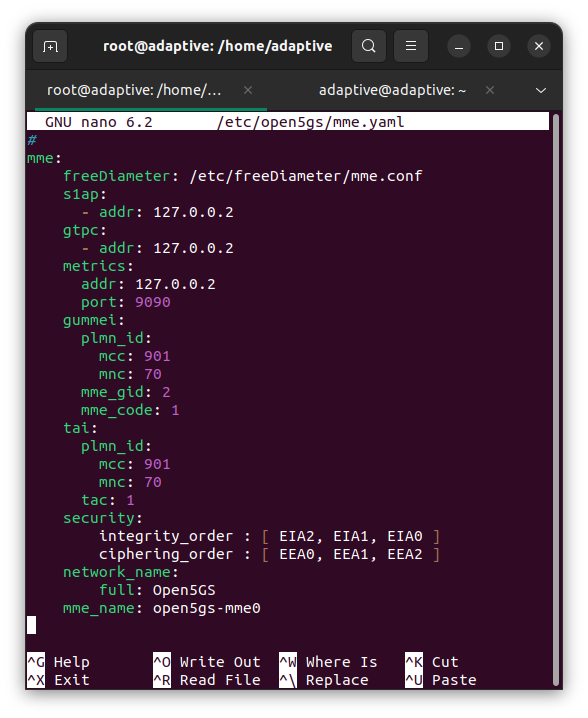 root@adaptive: /home/adaptive
root@adaptive: /home/... adaptive@adaptive: ~
GNU nano 6.2 /etc/open5gs/mme.yaml
#
mme:
    freeDiameter: /etc/freeDiameter/mme.conf
    s1ap:
      - addr: 127.0.0.2
    gtpc:
      - addr: 127.0.0.2
    metrics:
      addr: 127.0.0.2
      port: 9090
    gummei:
      plmn_id:
        mcc: 901
        mnc: 70
      mme_gid: 2
      mme_code: 1
    tai:
      plmn_id:
        mcc: 901
        mnc: 70
      tac: 1
    security:
        integrity_order : [ EIA2, EIA1, EIA0 ]
        ciphering_order : [ EEA0, EEA1, EEA2 ]
    network_name:
        full: Open5GS
    mme_name: open5gs-mme0
^G Help ^O Write Out ^W Where Is ^K Cut
^X Exit ^R Read File ^\ Replace ^U Paste